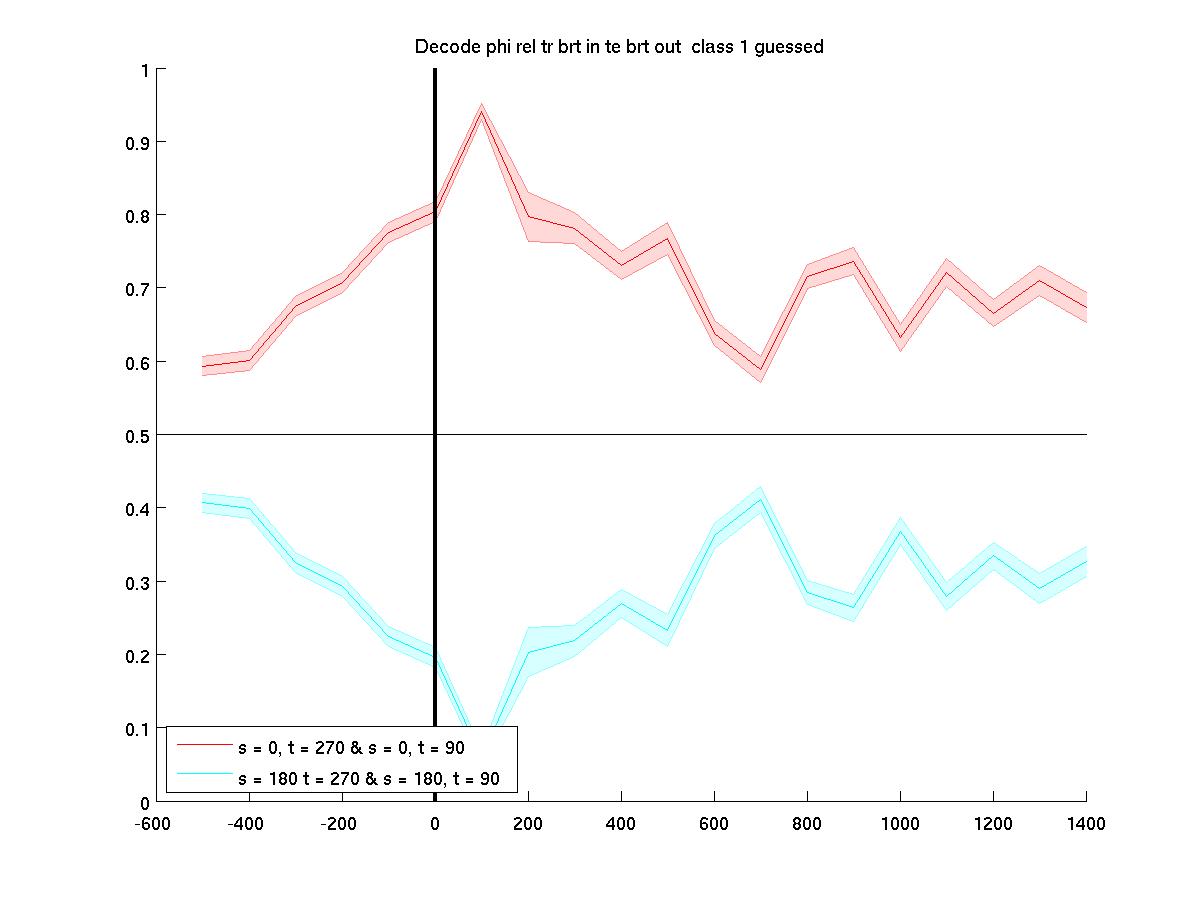 Decode phi rel tr brt in te brt out  class 1 guessed
1
0.9
0.8
0.7
0.6
0.5
0.4
0.3
0.2
0.1
0
s = 0, t = 270 & s = 0, t = 90
s = 180 t = 270 & s = 180, t = 90
-600 -400 -200 0 200 400 600 800 1000 1200 1400